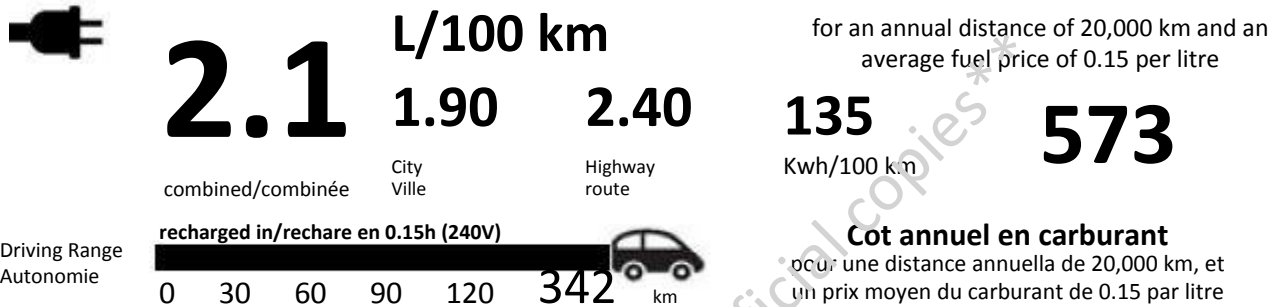 2.1
combined/combinée
L/100 km
1.90
City
Ville
2.40
Highway
route
for an annual distance of 20,000 km and an
average fuel price of 0.15 per litre
135
Kwh/100 km
573
Driving Range
Autonomie
recharged in/rechare en 0.15h (240V)
0 30 60 90 120 342 km
Cot annuel en carburant
pour une distance annuella de 20,000 km, et
un prix moyen du carburant de 0.15 par litre
icial copies**